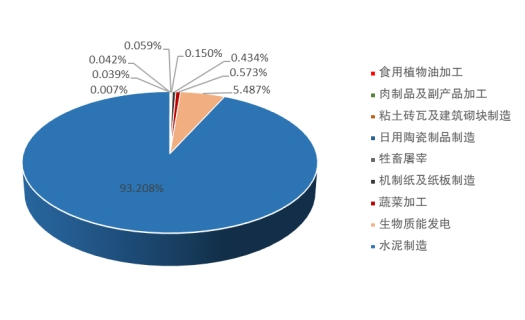 0.059%
0.150%
0.042%
0.434%
0.039%
0.573%
0.007%
5.487%
93.208%
食用植物油加工
肉制品及副产品加工
粘土砖瓦及建筑砌块制造
日用陶瓷制品制造
牲畜屠宰
机制纸及纸板制造
蔬菜加工
生物质能发电
水泥制造